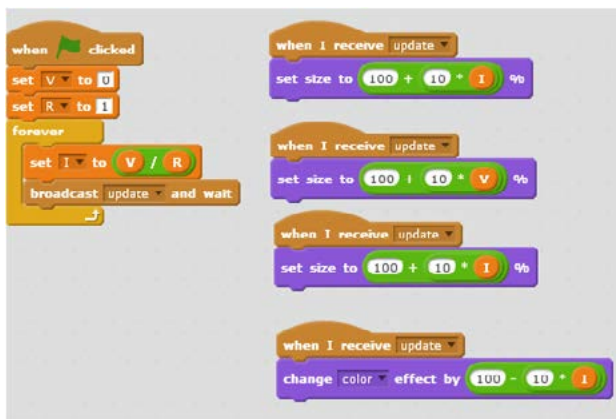 when clicked
set V to 0
set R to 1
forever
set I to V / R
broadcast update and wait
when I receive update
set size to 100 + 10 * I %
when I receive update
set size to 100 + 10 * V %
when I receive update
set size to 100 + 10 * I %
when I receive update
change color effect by 100 - 10 * I